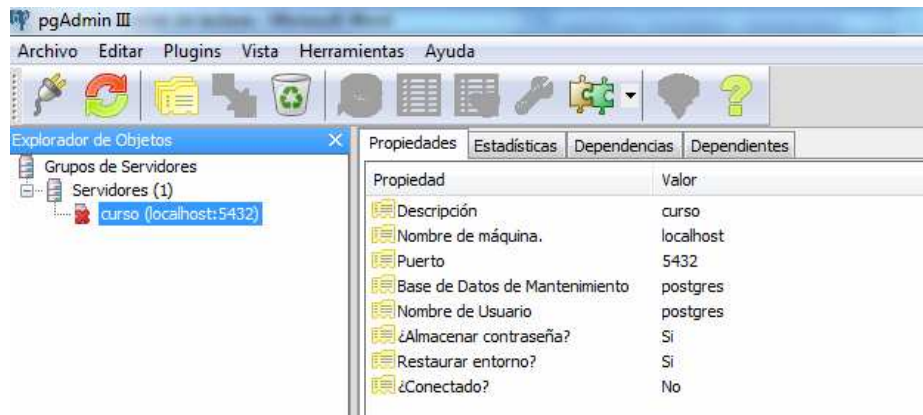 pgAdmin III
Archivo Editar Plugins Vista Herramientas Ayuda
Explorador de Objetos
Grupos de Servidores
Servidores (1)
curso (localhost:5432)
Propiedades Estadísticas Dependencias Dependientes
Propiedad Valor
Descripción curso
Nombre de máquina. localhost
Puerto 5432
Base de Datos de Mantenimiento postgres
Nombre de Usuario postgres
¿Almacenar contraseña? Si
Restaurar entorno? Si
¿Conectado? No